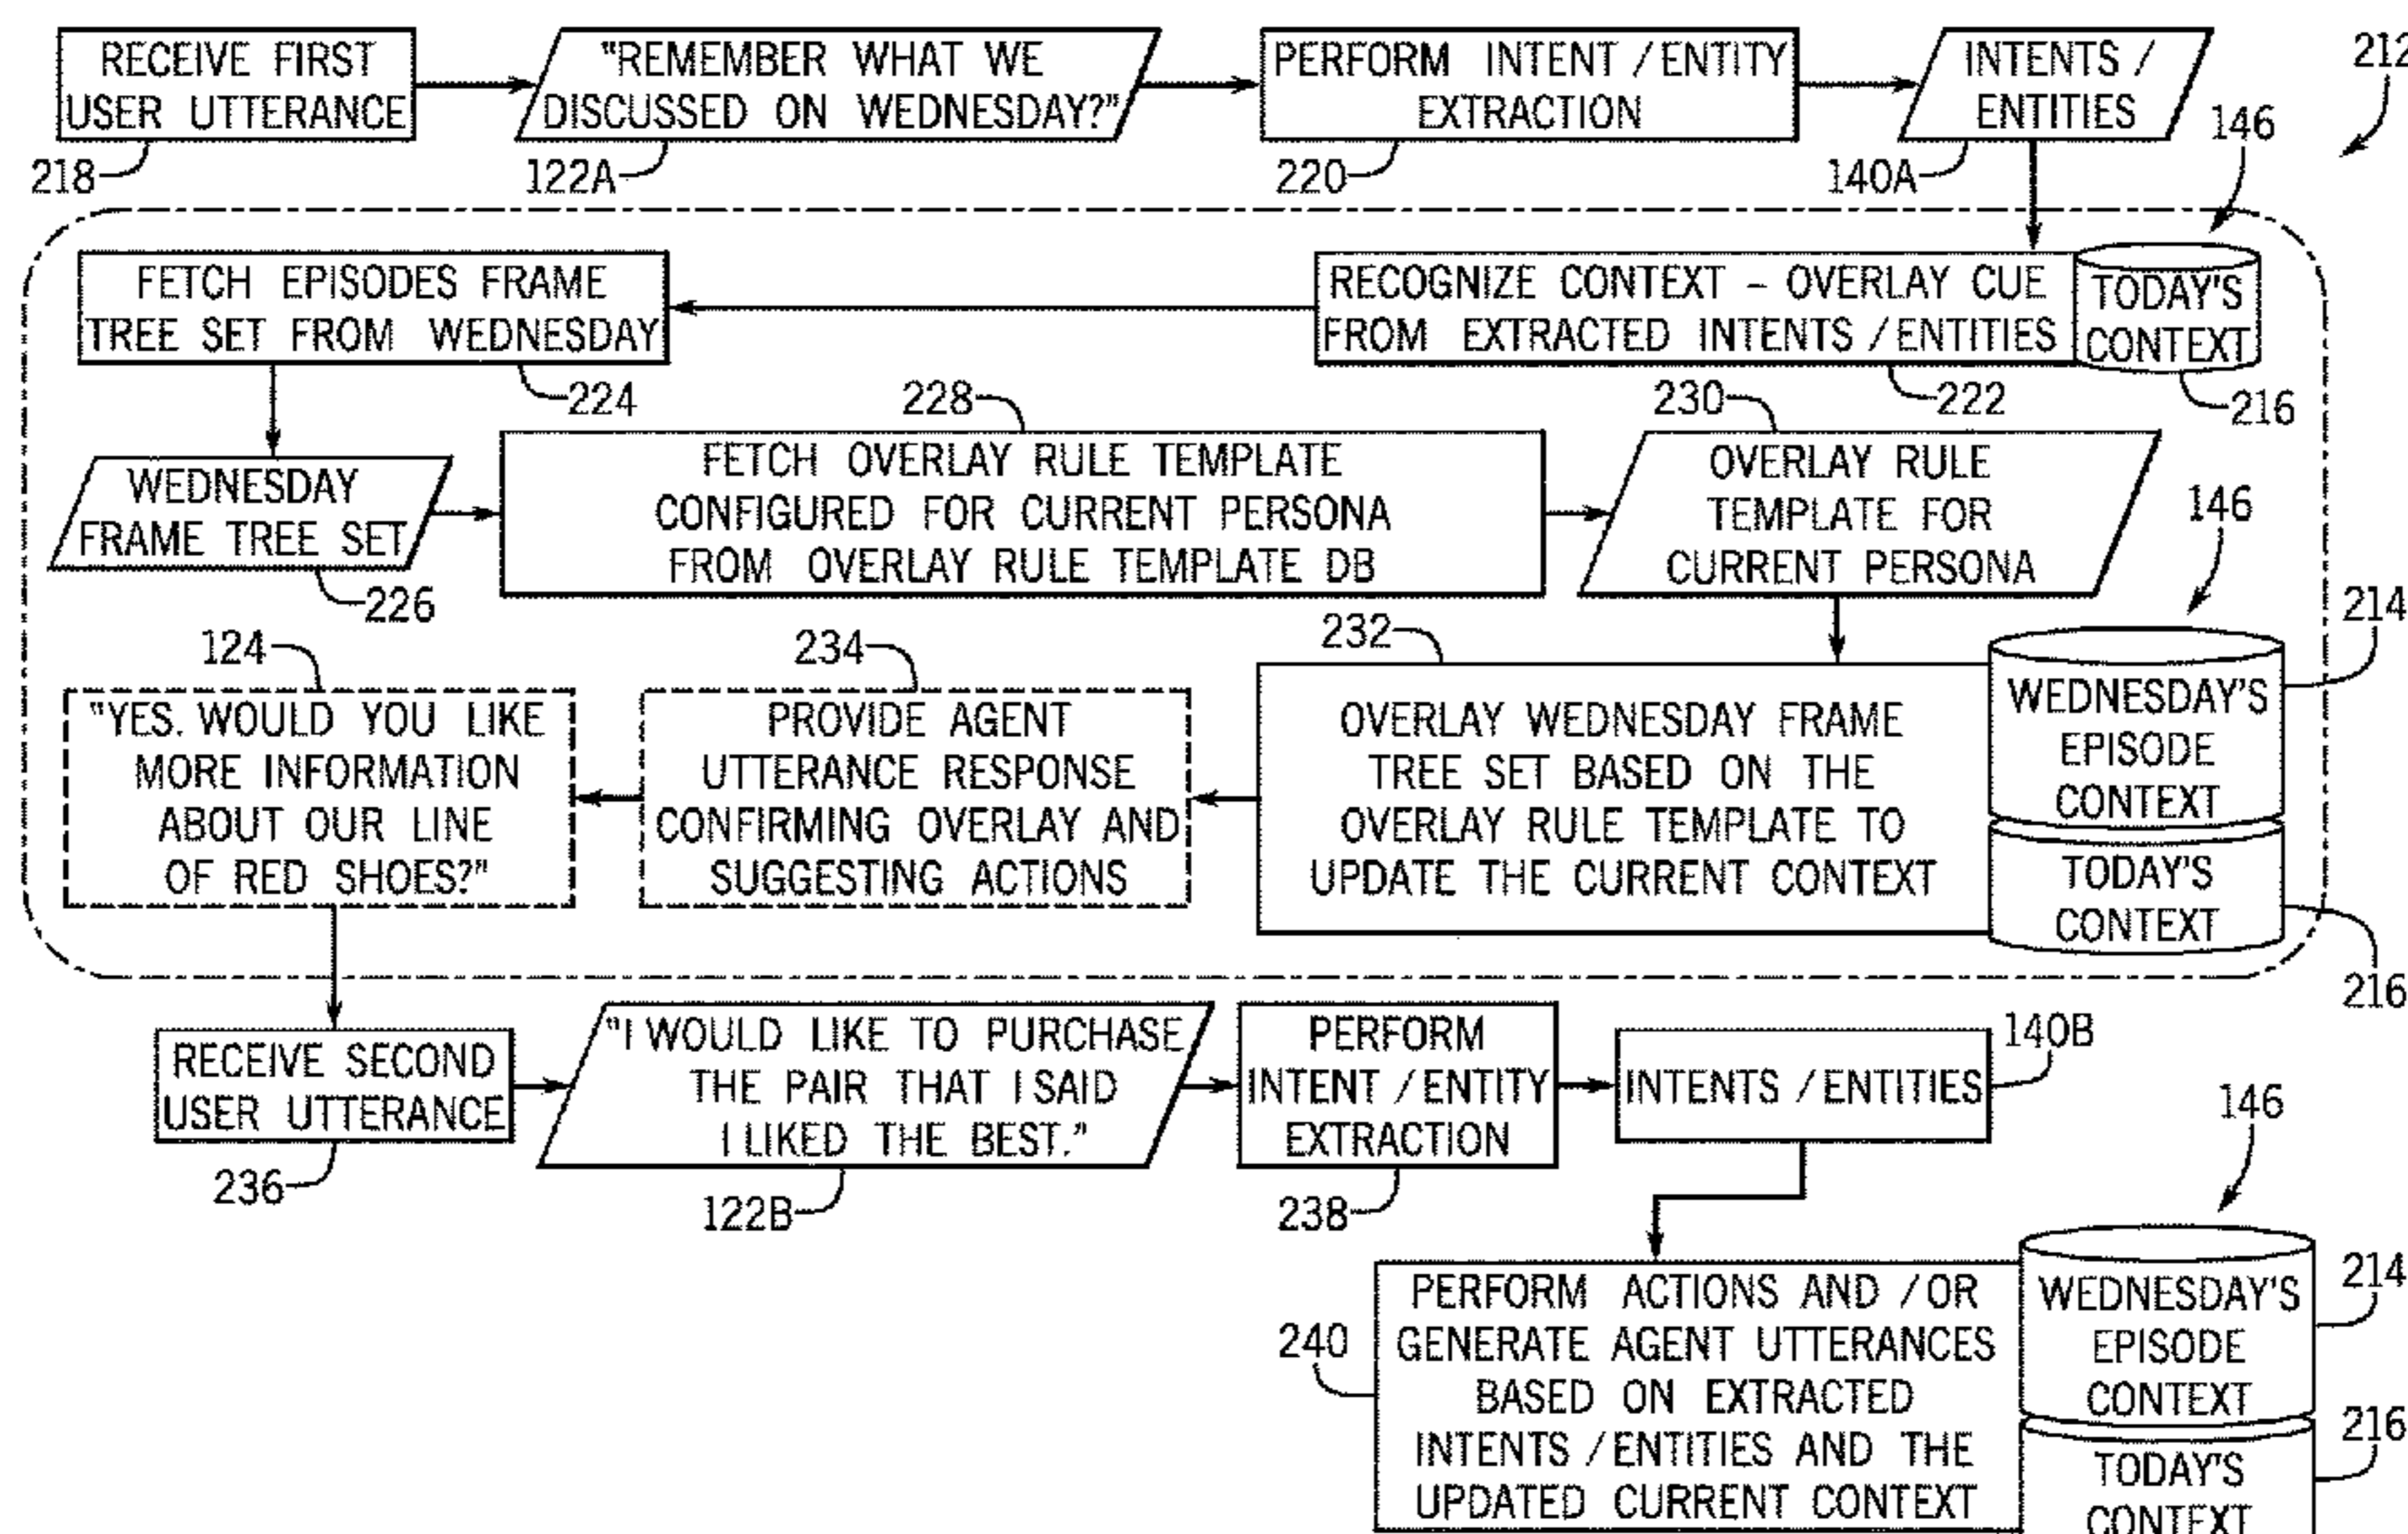 RECEIVE FIRST
USER UTTERANCE
218
"REMEMBER WHAT WE
DISCUSSED ON WEDNESDAY?"
122A
PERFORM INTENT / ENTITY
EXTRACTION
220
INTENTS /
ENTITIES
140A
212
146
FETCH EPISODES FRAME
TREE SET FROM WEDNESDAY
224
RECOGNIZE CONTEXT - OVERLAY CUE
FROM EXTRACTED INTENTS / ENTITIES
222
TODAY'S
CONTEXT
216
WEDNESDAY
FRAME TREE SET
226
228
FETCH OVERLAY RULE TEMPLATE
CONFIGURED FOR CURRENT PERSONA
FROM OVERLAY RULE TEMPLATE DB
230
OVERLAY RULE
TEMPLATE FOR
CURRENT PERSONA
146
214
124
"YES. WOULD YOU LIKE
MORE INFORMATION
ABOUT OUR LINE
OF RED SHOES?"
234
PROVIDE AGENT
UTTERANCE RESPONSE
CONFIRMING OVERLAY AND
SUGGESTING ACTIONS
232
OVERLAY WEDNESDAY FRAME
TREE SET BASED ON THE
OVERLAY RULE TEMPLATE TO
UPDATE THE CURRENT CONTEXT
WEDNESDAY'S
EPISODE
CONTEXT
TODAY'S
CONTEXT
216
RECEIVE SECOND
USER UTTERANCE
236
"I WOULD LIKE TO PURCHASE
THE PAIR THAT I SAID
I LIKED THE BEST."
122B
PERFORM
INTENT / ENTITY
EXTRACTION
238
INTENTS / ENTITIES
140B
146
240
PERFORM ACTIONS AND / OR
GENERATE AGENT UTTERANCES
BASED ON EXTRACTED
INTENTS / ENTITIES AND THE
UPDATED CURRENT CONTEXT
WEDNESDAY'S
EPISODE
CONTEXT
214
TODAY'S
CONTEXT
216